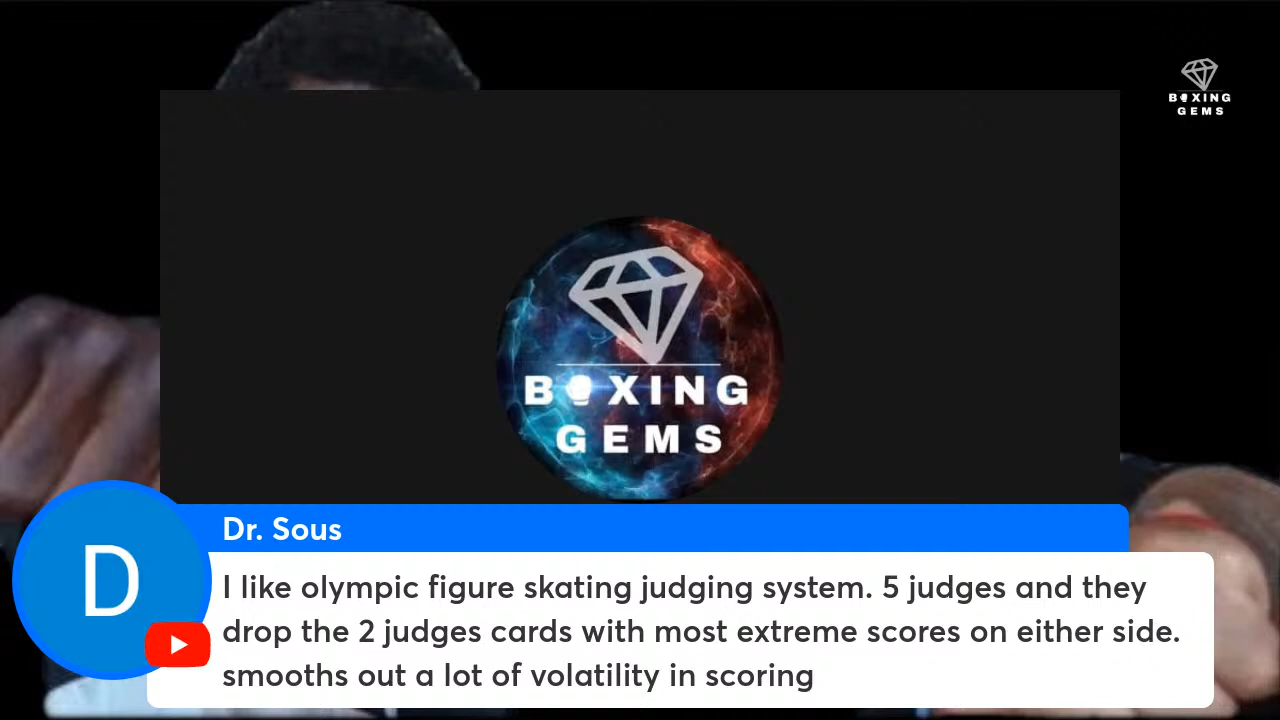 BOXING
GEMS
BOXING
GEMS
D
Dr. Sous
I like olympic figure skating judging system. 5 judges and they
drop the 2 judges cards with most extreme scores on either side.
smooths out a lot of volatility in scoring